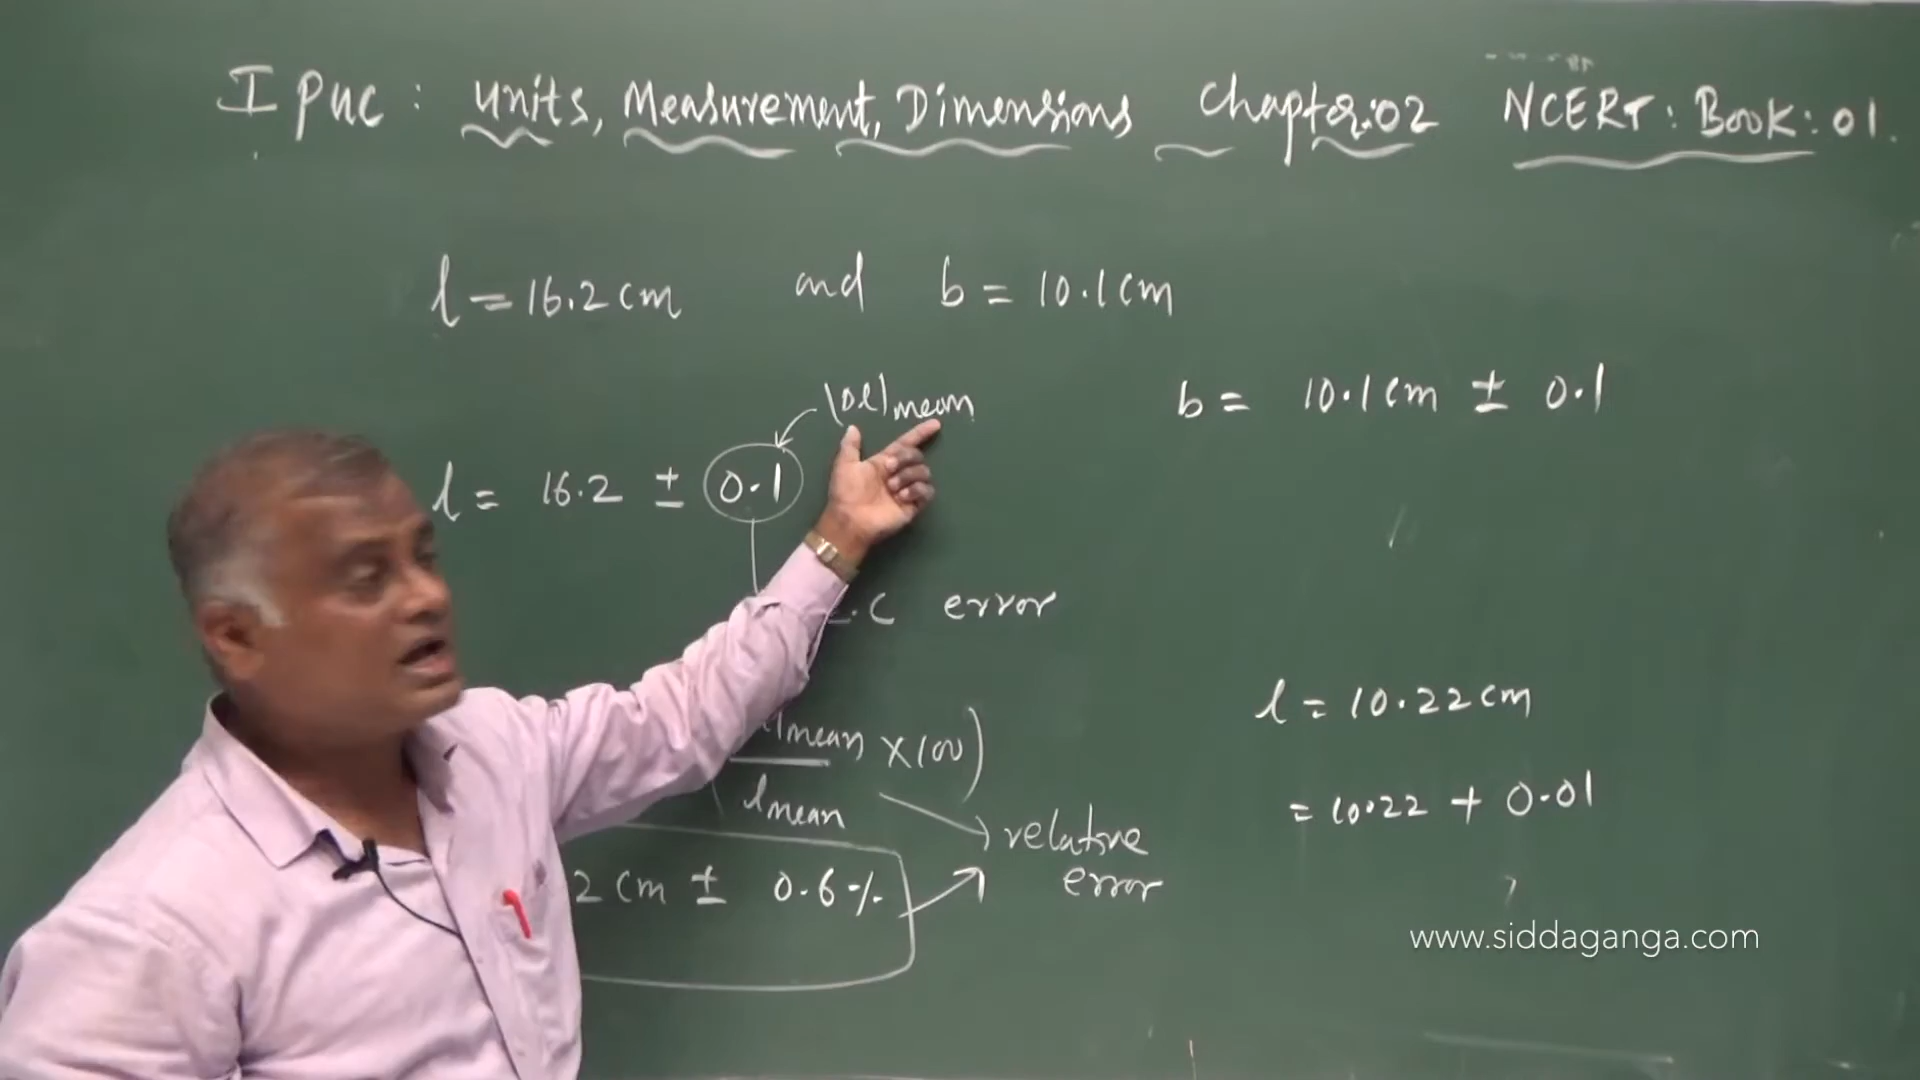 I PUC : Units, Measurement, Dimensions Chapter:02 NCERT: Book: 01.
l = 16.2 cm and b = 10.1 cm
(Δl)mean
b = 10.1 cm ± 0.1
l = 16.2 ± 0.1
.C error
l = 10.22 cm
mean × 100)
lmean
= 10.22 + 0.01
relative
error
2 cm ± 0.6 %
www.siddaganga.com